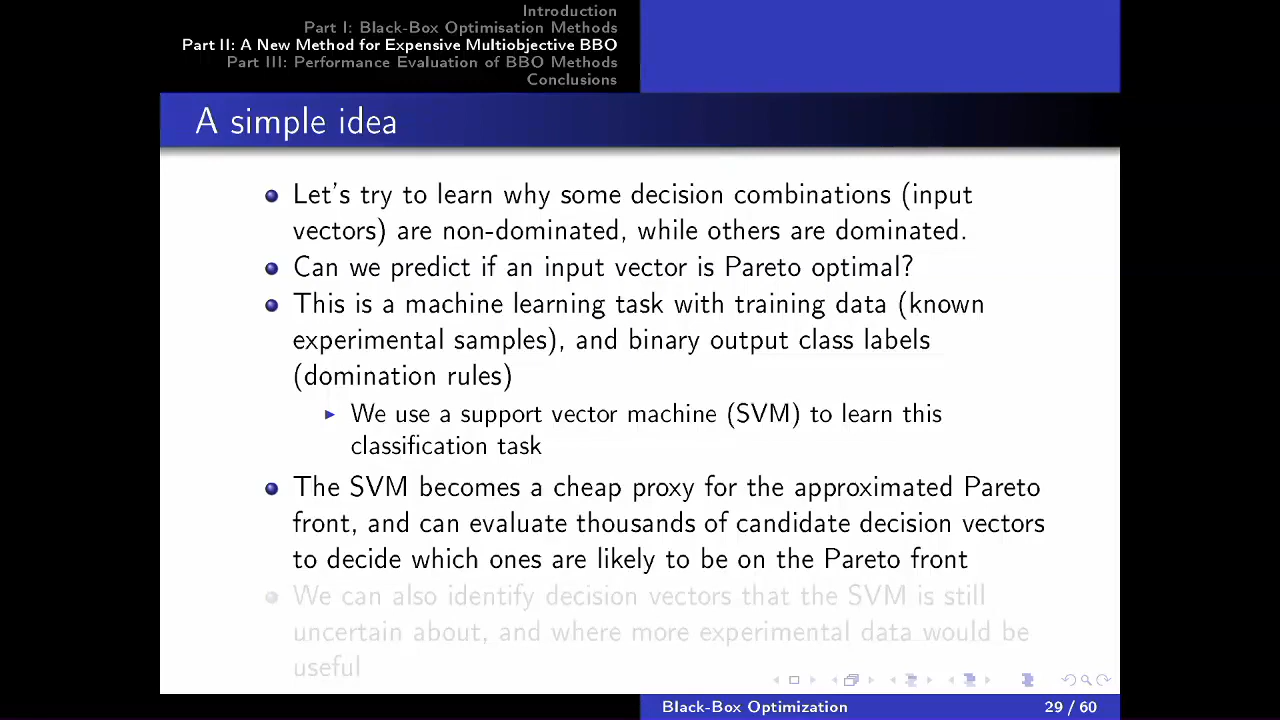 Introduction
Part I: Black-Box Optimisation Methods
Part II: A New Method for Expensive Multiobjective BBO
Part III: Performance Evaluation of BBO Methods
Conclusions
A simple idea
Let's try to learn why some decision combinations (input
vectors) are non-dominated, while others are dominated.
Can we predict if an input vector is Pareto optimal?
This is a machine learning task with training data (known
experimental samples), and binary output class labels
(domination rules)
We use a support vector machine (SVM) to learn this
classification task
The SVM becomes a cheap proxy for the approximated Pareto
front, and can evaluate thousands of candidate decision vectors
to decide which ones are likely to be on the Pareto front
We can also identify decision vectors that the SVM is still
uncertain about, and where more experimental data would be
useful
Black-Box Optimization
29 / 60